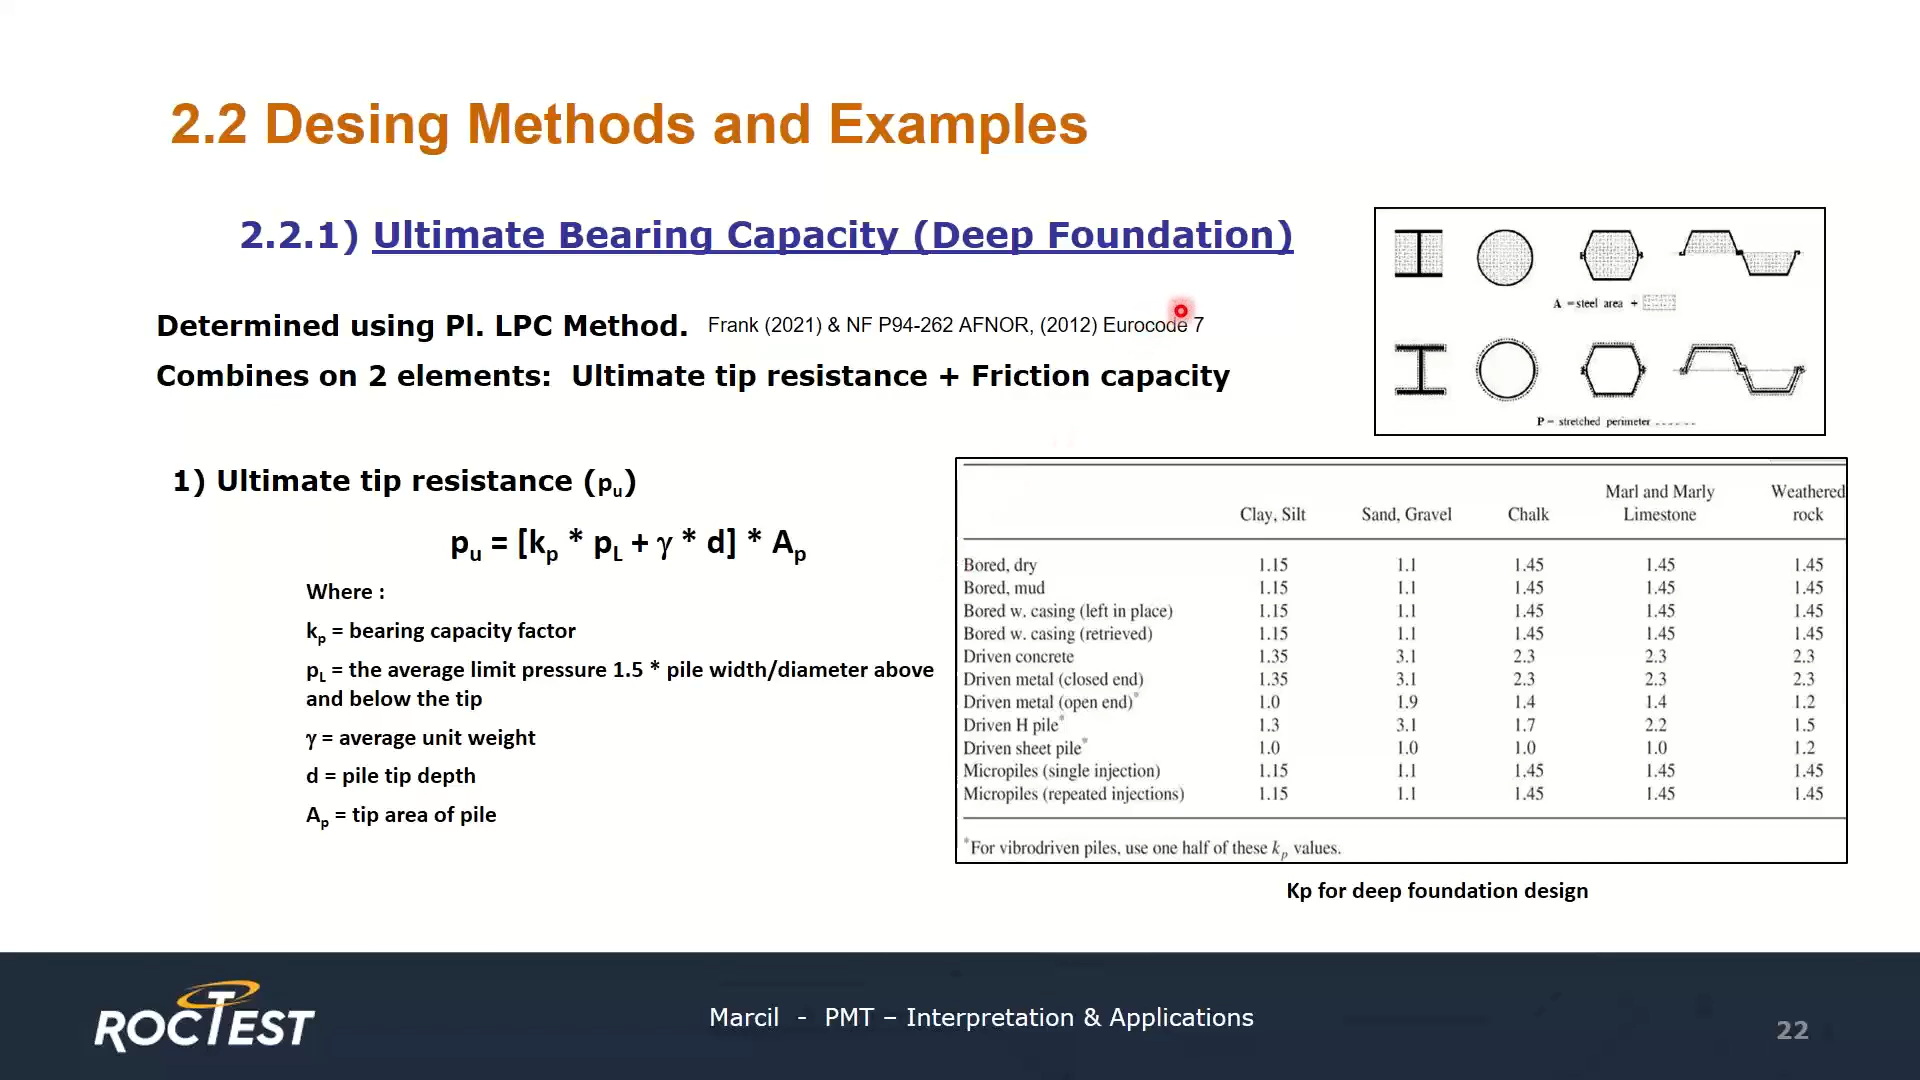 2.2 Desing Methods and Examples
2.2.1) Ultimate Bearing Capacity (Deep Foundation)
Determined using Pl. LPC Method. Frank (2021) & NF P94-262 AFNOR, (2012) Eurocode 7
Combines on 2 elements: Ultimate tip resistance + Friction capacity
A =steel area +
P = stretched perimeter
1) Ultimate tip resistance (pu)
pu = [kp * pL + γ * d] * Ap
Where :
kp = bearing capacity factor
pL = the average limit pressure 1.5 * pile width/diameter above
and below the tip
γ = average unit weight
d = pile tip depth
Ap = tip area of pile
Clay, Silt Sand, Gravel Chalk Marl and Marly Limestone Weathered rock
Bored, dry 1.15 1.1 1.45 1.45 1.45
Bored, mud 1.15 1.1 1.45 1.45 1.45
Bored w. casing (left in place) 1.15 1.1 1.45 1.45 1.45
Bored w. casing (retrieved) 1.15 1.1 1.45 1.45 1.45
Driven concrete 1.35 3.1 2.3 2.3 2.3
Driven metal (closed end) 1.35 3.1 2.3 2.3 2.3
Driven metal (open end)* 1.0 1.9 1.4 1.4 1.2
Driven H pile* 1.3 3.1 1.7 2.2 1.5
Driven sheet pile* 1.0 1.0 1.0 1.0 1.2
Micropiles (single injection) 1.15 1.1 1.45 1.45 1.45
Micropiles (repeated injections) 1.15 1.1 1.45 1.45 1.45
*For vibrodriven piles, use one half of these kp values.
Kp for deep foundation design
ROCTEST
Marcil - PMT – Interpretation & Applications
22